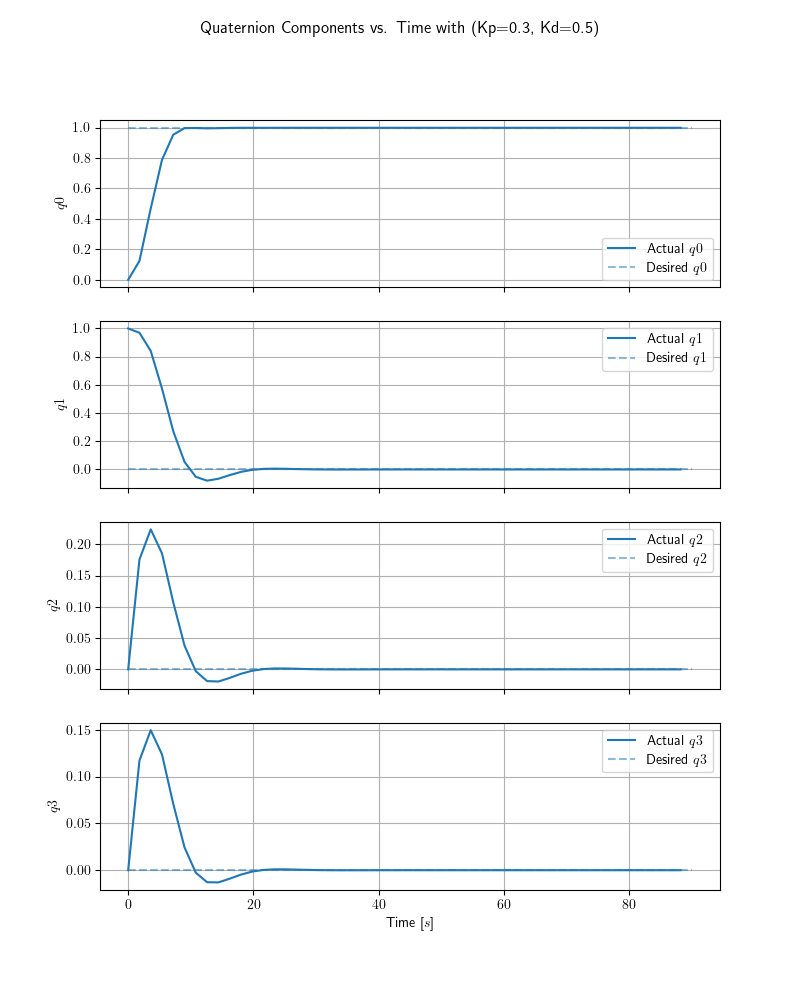 Quaternion Components vs. Time with (Kp=0.3, Kd=0.5)
1.0
0.8
0.6
0.4
0.2
0.0
q0
Actual q0
Desired q0
1.0
0.8
0.6
0.4
0.2
0.0
q1
Actual q1
Desired q1
0.20
0.15
0.10
0.05
0.00
q2
Actual q2
Desired q2
0.15
0.10
0.05
0.00
q3
Actual q3
Desired q3
0 20 40 60 80
Time [s]